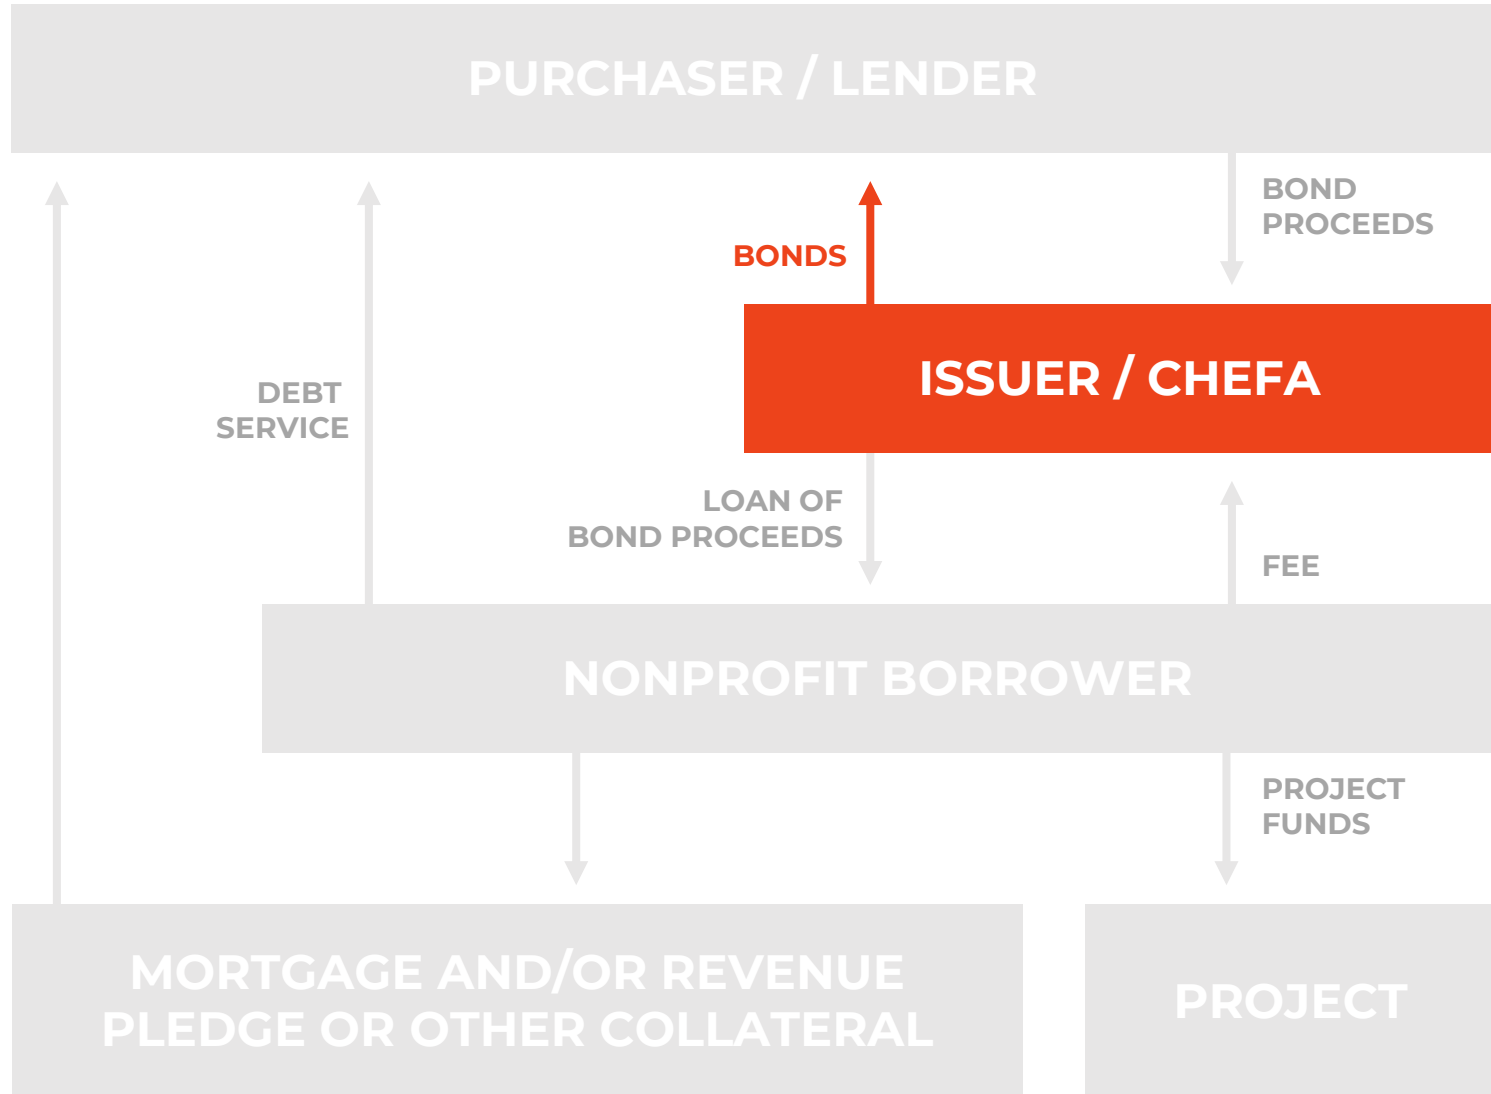 PURCHASER / LENDER
BOND
PROCEEDS
BONDS
ISSUER / CHEFA
DEBT
SERVICE
LOAN OF
BOND PROCEEDS
FEE
NONPROFIT BORROWER
PROJECT
FUNDS
MORTGAGE AND/OR REVENUE
PLEDGE OR OTHER COLLATERAL
PROJECT